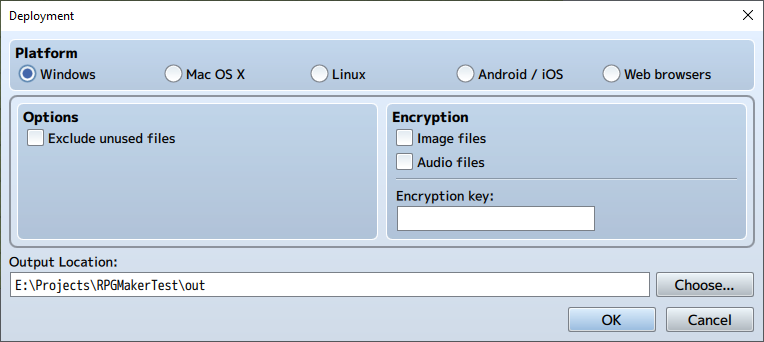 Deployment
Platform
Windows Mac OS X Linux Android / iOS Web browsers
Options
Exclude unused files
Encryption
Image files
Audio files
Encryption key:
Output Location:
E:\Projects\RPGMakerTest\out Choose...
OK Cancel